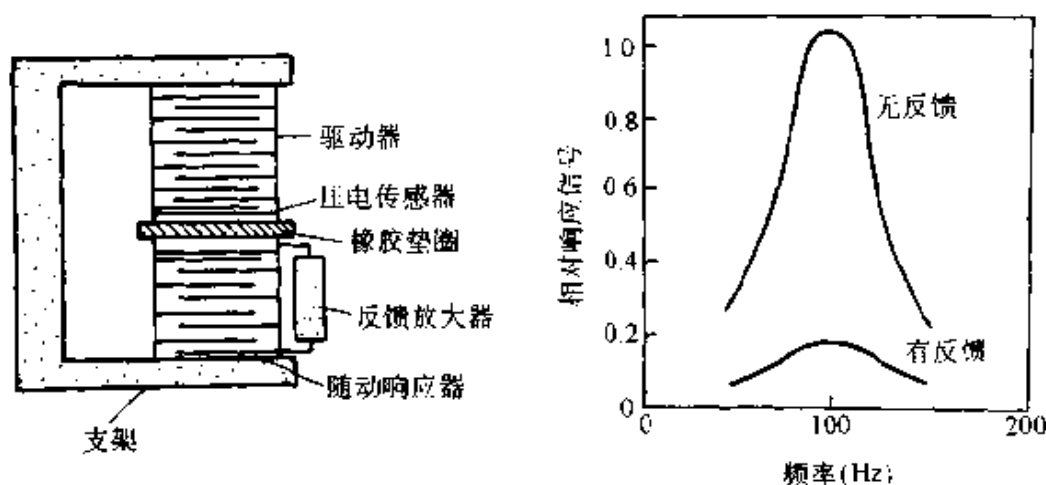 驱动器
压电传感器
橡胶垫圈
反馈放大器
随动响应器
支架
相对响应信号
1.0
0.8
0.6
0.4
0.2
0
无反馈
有反馈
0
100
200
频率(Hz)